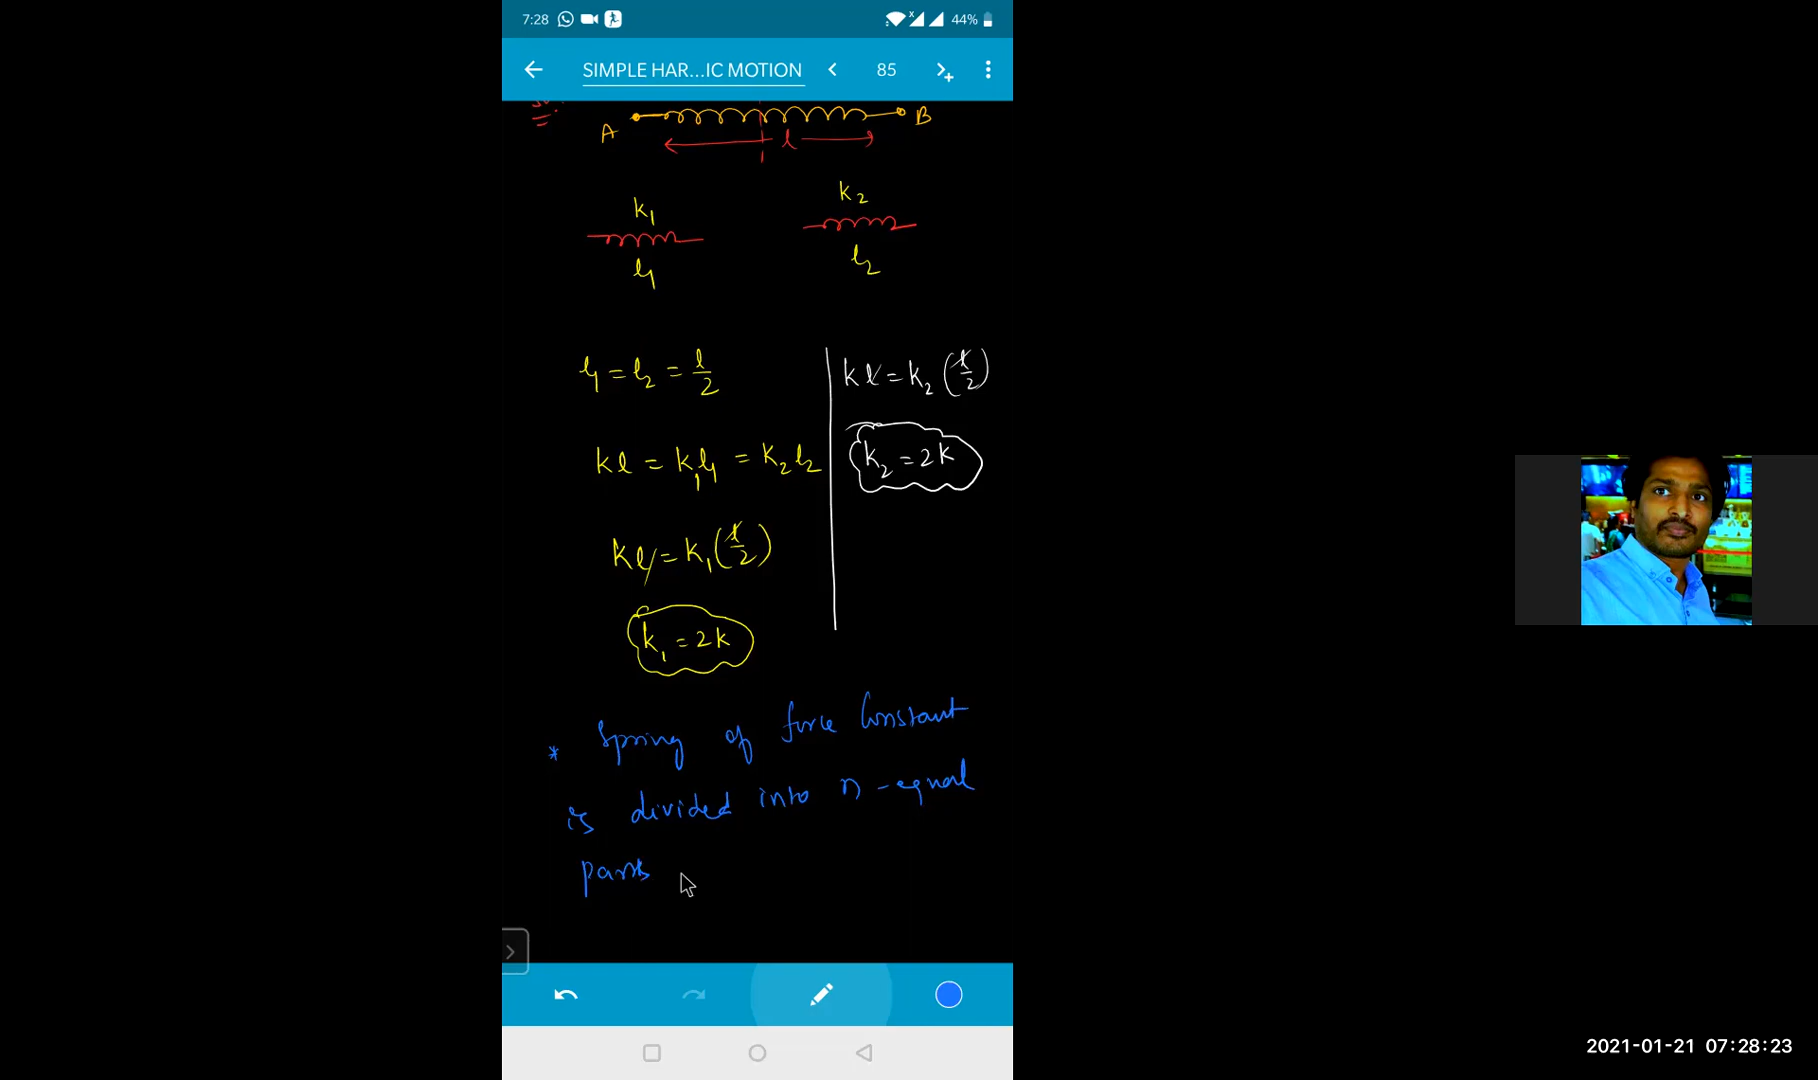 7:28 44%
SIMPLE HAR...IC MOTION 85
A B
l
k1 k2
l1 l2
l1 = l2 = l/2
kl = k1l1 = k2l2
kl = k1(l/2)
k1 = 2k
kl = k2(l/2)
k2 = 2k
* Spring of force Constant
is divided into n-equal
parts
2021-01-21 07:28:23